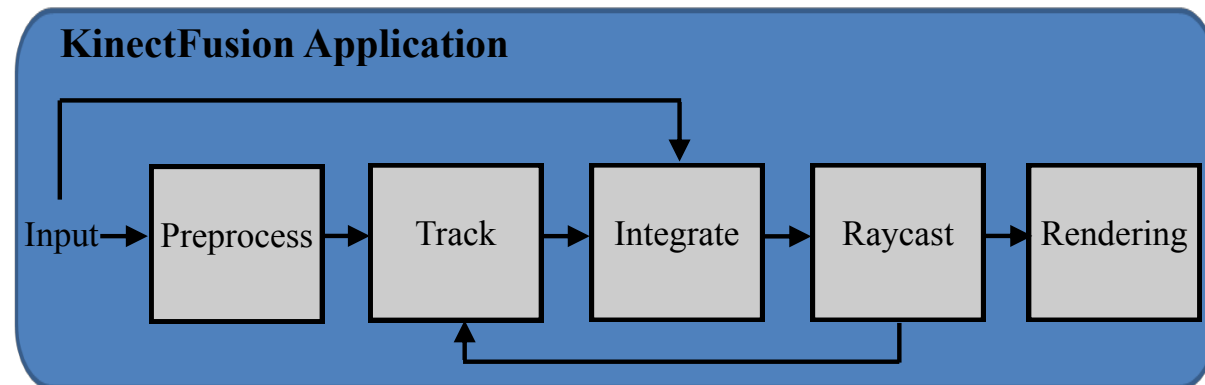 KinectFusion Application
Input
Preprocess
Track
Integrate
Raycast
Rendering